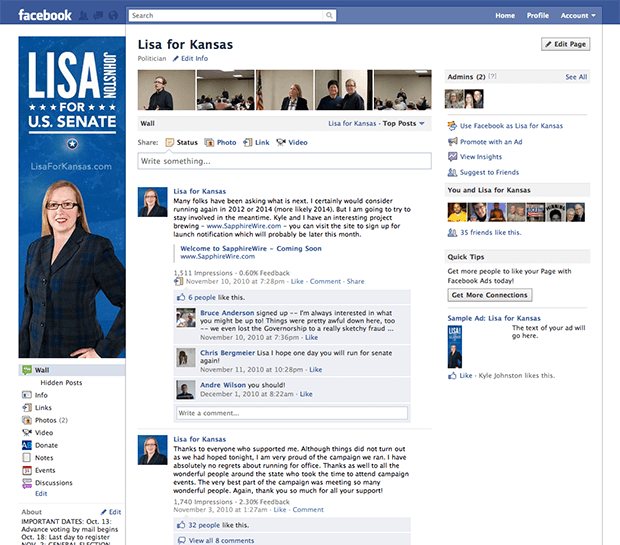 facebook
Search
Home Profile Account
LISA
JOHNSTON
FOR
U.S. SENATE
LisaForKansas.com
Wall
Hidden Posts
Info
Links
Photos (2)
Video
Donate
Notes
Events
Discussions
Edit
About Edit
IMPORTANT DATES: Oct. 13:
Advance voting by mail begins
Oct. 18: Last day to register
NOV. 2: GENERAL ELECTION
Lisa for Kansas
Politician Edit Info
Wall Lisa for Kansas · Top Posts
Share: Status Photo Link Video
Write something...
Lisa for Kansas
Many folks have been asking what is next. I certainly would consider
running again in 2012 or 2014 (more likely 2014). But I am going to try to
stay involved in the meantime. Kyle and I have an interesting project
brewing - www.SapphireWire.com - you can visit the site to sign up for
launch notification which will probably be later this month.
Welcome to SapphireWire – Coming Soon
www.SapphireWire.com
1,511 Impressions · 0.60% Feedback
November 10, 2010 at 7:28pm · Like · Comment · Share
6 people like this.
Bruce Anderson signed up -- I'm always interested in
what you might be up to! Things were pretty awful down here, too
-- we even lost the Governorship to a really sketchy fraud ...
November 10, 2010 at 7:36pm · Like
Chris Bergmeier Lisa I hope one day you will run for senate
again!
November 11, 2010 at 10:28pm · Like
Andre Wilson you should!
December 1, 2010 at 8:22am · Like
Write a comment...
Lisa for Kansas
Thanks to everyone who supported me. Although things did not turn out
as we had hoped tonight, I am very proud of the campaign we ran. I have
absolutely no regrets about running for office. Thanks as well to all the
wonderful people around the state who took the time to attend campaign
events. The very best part of the campaign was meeting so many
wonderful people. Again, thank you so much for all your support!
1,740 Impressions · 2.30% Feedback
November 3, 2010 at 1:27am · Like · Comment
32 people like this.
View all 8 comments
Edit Page
Admins (2) [?] See All
Use Facebook as Lisa for Kansas
Promote with an Ad
View Insights
Suggest to Friends
You and Lisa for Kansas
35 friends like this.
Quick Tips
Get more people to like your Page with
Facebook Ads today!
Get More Connections
Sample Ad: Lisa for Kansas
LISA
The text of your ad will
go here.
Like · Kyle Johnston likes this.